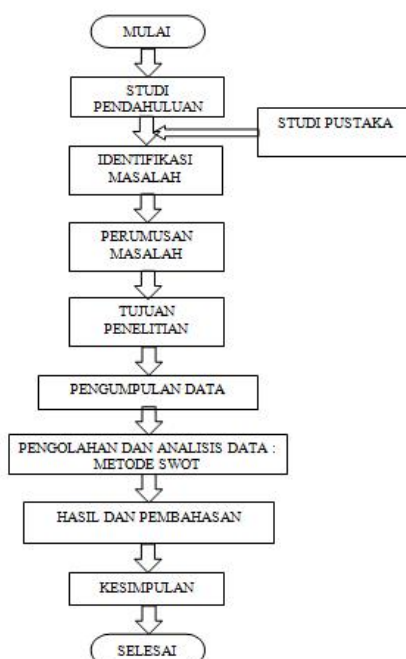 MULAI
STUDI
PENDAHULUAN
STUDI PUSTAKA
IDENTIFIKASI
MASALAH
PERUMUSAN
MASALAH
TUJUAN
PENELITIAN
PENGUMPULAN DATA
PENGOLAHAN DAN ANALISIS DATA :
METODE SWOT
HASIL DAN PEMBAHASAN
KESIMPULAN
SELESAI